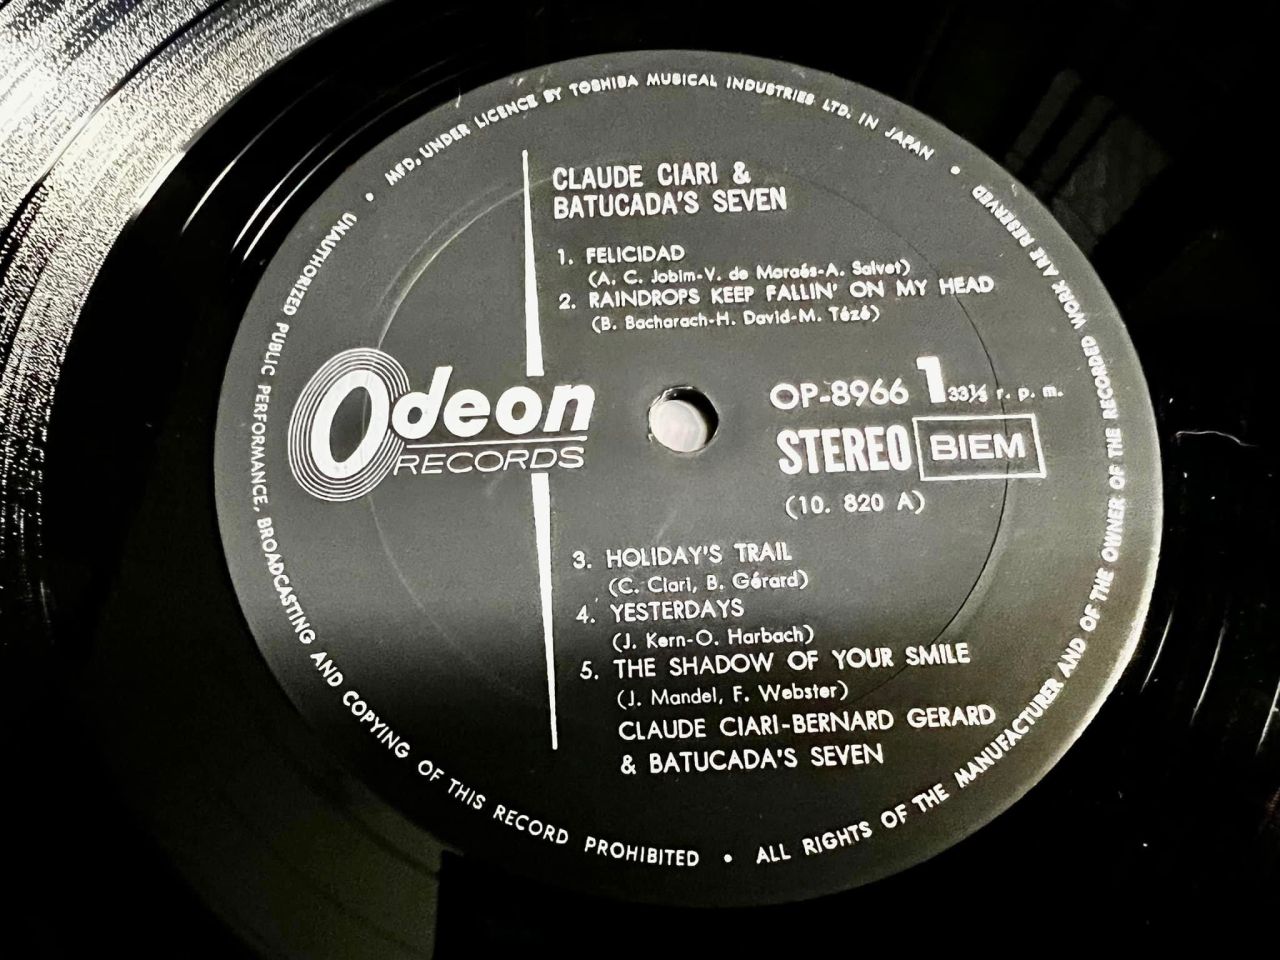 MFD. UNDER LICENCE BY TOSHIBA MUSICAL INDUSTRIES LTD. IN JAPAN •
CLAUDE CIARI &
BATUCADA'S SEVEN
1. FELICIDAD
(A. C. Jobim-V. de Moraés-A. Salvet)
2. RAINDROPS KEEP FALLIN' ON MY HEAD
(B. Bacharach-H. David-M. Tézé)
Odeon
RECORDS
OP-8966 1 33⅓ r. p. m.
STEREO BIEM
(10. 820 A)
3. HOLIDAY'S TRAIL
(C. Ciari, B. Gérard)
4. YESTERDAYS
(J. Kern-O. Harbach)
5. THE SHADOW OF YOUR SMILE
(J. Mandel, F. Webster)
CLAUDE CIARI-BERNARD GERARD
& BATUCADA'S SEVEN
UNAUTHORIZED PUBLIC PERFORMANCE, BROADCASTING AND COPYING OF THIS RECORD PROHIBITED •
ALL RIGHTS OF THE MANUFACTURER AND OF THE OWNER OF THE RECORDED WORK ARE RESERVED •